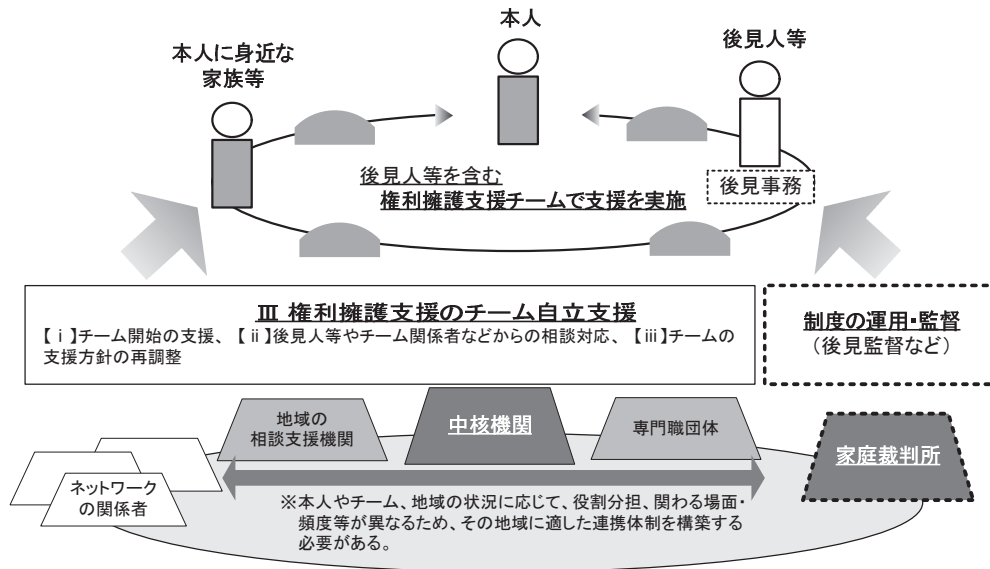 本人
後見人等
本人に身近な
家族等
後見人等を含む
権利擁護支援チームで支援を実施
後見事務
Ⅲ 権利擁護支援のチーム自立支援
【ⅰ】チーム開始の支援、【ⅱ】後見人等やチーム関係者などからの相談対応、【ⅲ】チームの
支援方針の再調整
制度の運用・監督
（後見監督など）
地域の
相談支援機関
中核機関
専門職団体
家庭裁判所
ネットワーク
の関係者
※本人やチーム、地域の状況に応じて、役割分担、関わる場面・
頻度等が異なるため、その地域に適した連携体制を構築する
必要がある。